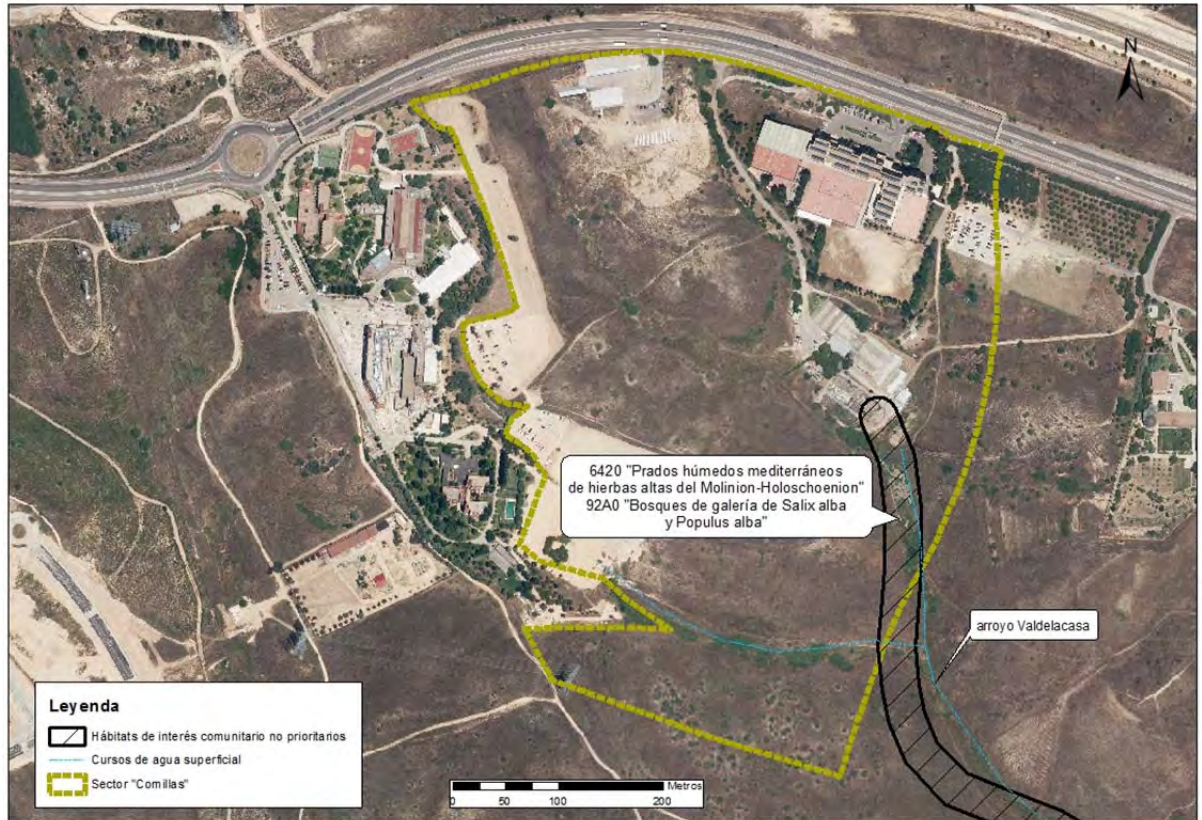 N
6420 "Prados húmedos mediterráneos
de hierbas altas del Molinion-Holoschoenion"
92A0 "Bosques de galería de Salix alba
y Populus alba"
arroyo Valdelacasa
Leyenda
Hábitats de interés comunitario no prioritarios
Cursos de agua superficial
Sector "Comillas"
Metros
0 50 100 200